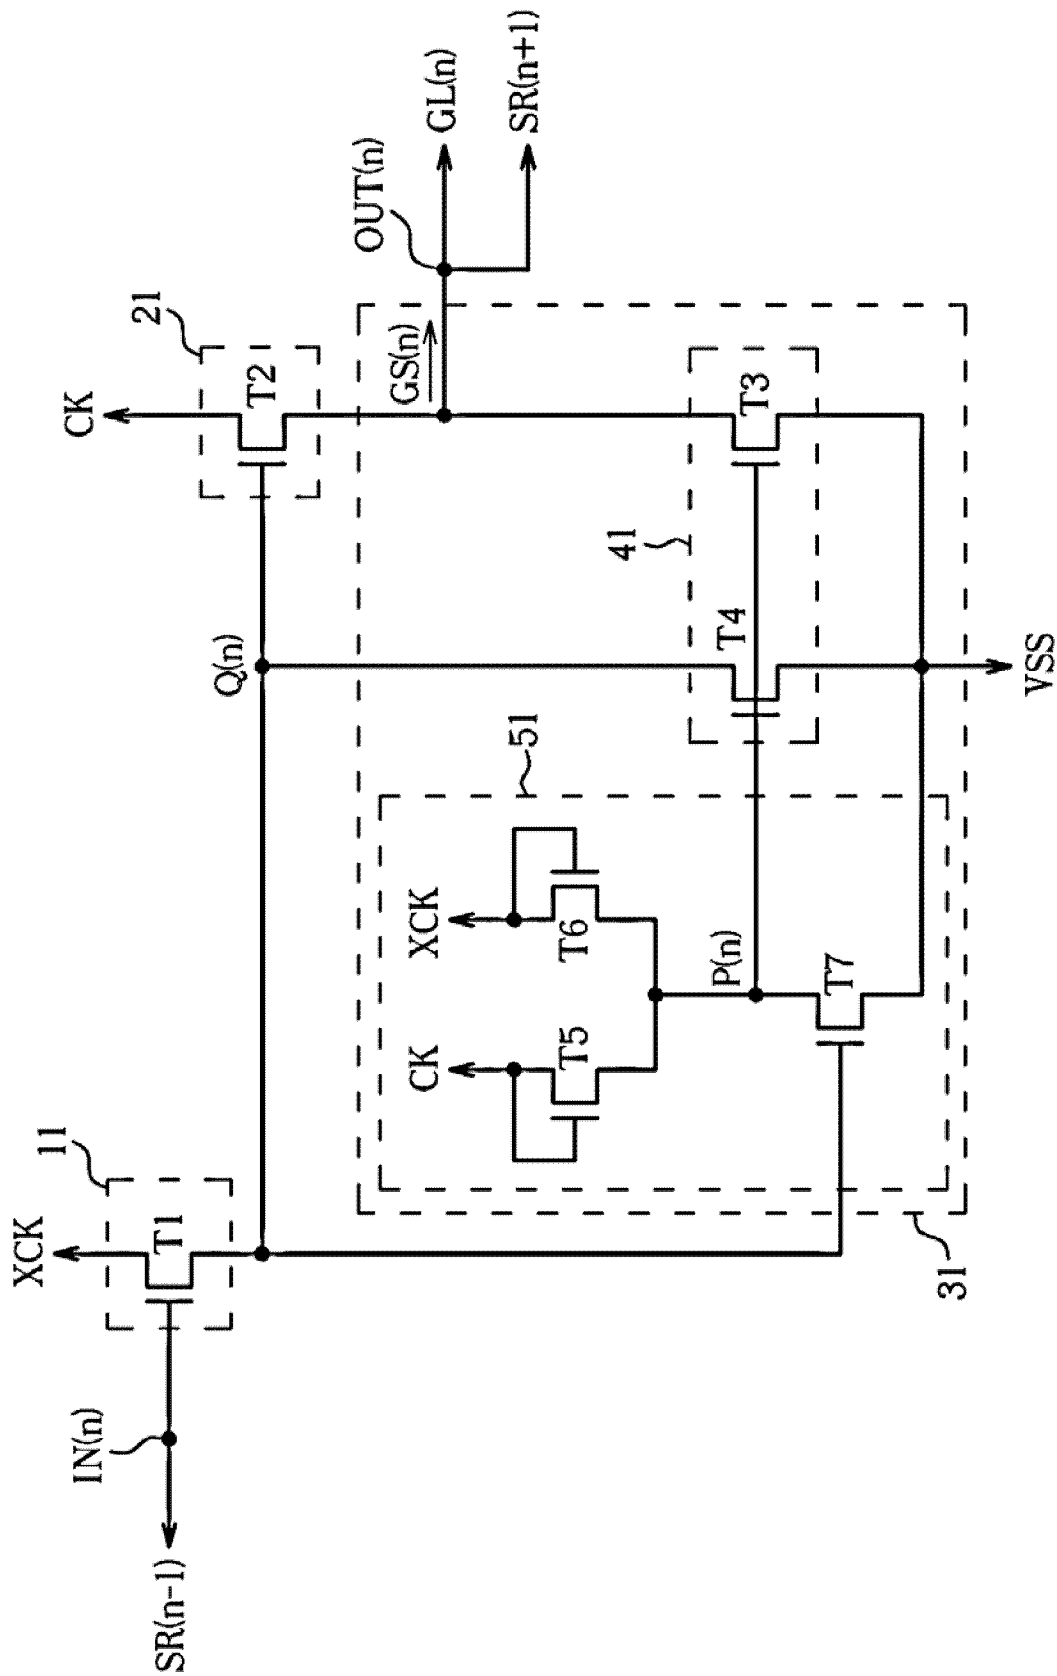 SR(n-1)
IN(n)
XCK
T1
11
Q(n)
CK
T2
21
GS(n)
OUT(n)
GL(n)
SR(n+1)
CK
T5
XCK
T6
51
P(n)
T7
T4
41
T3
31
VSS